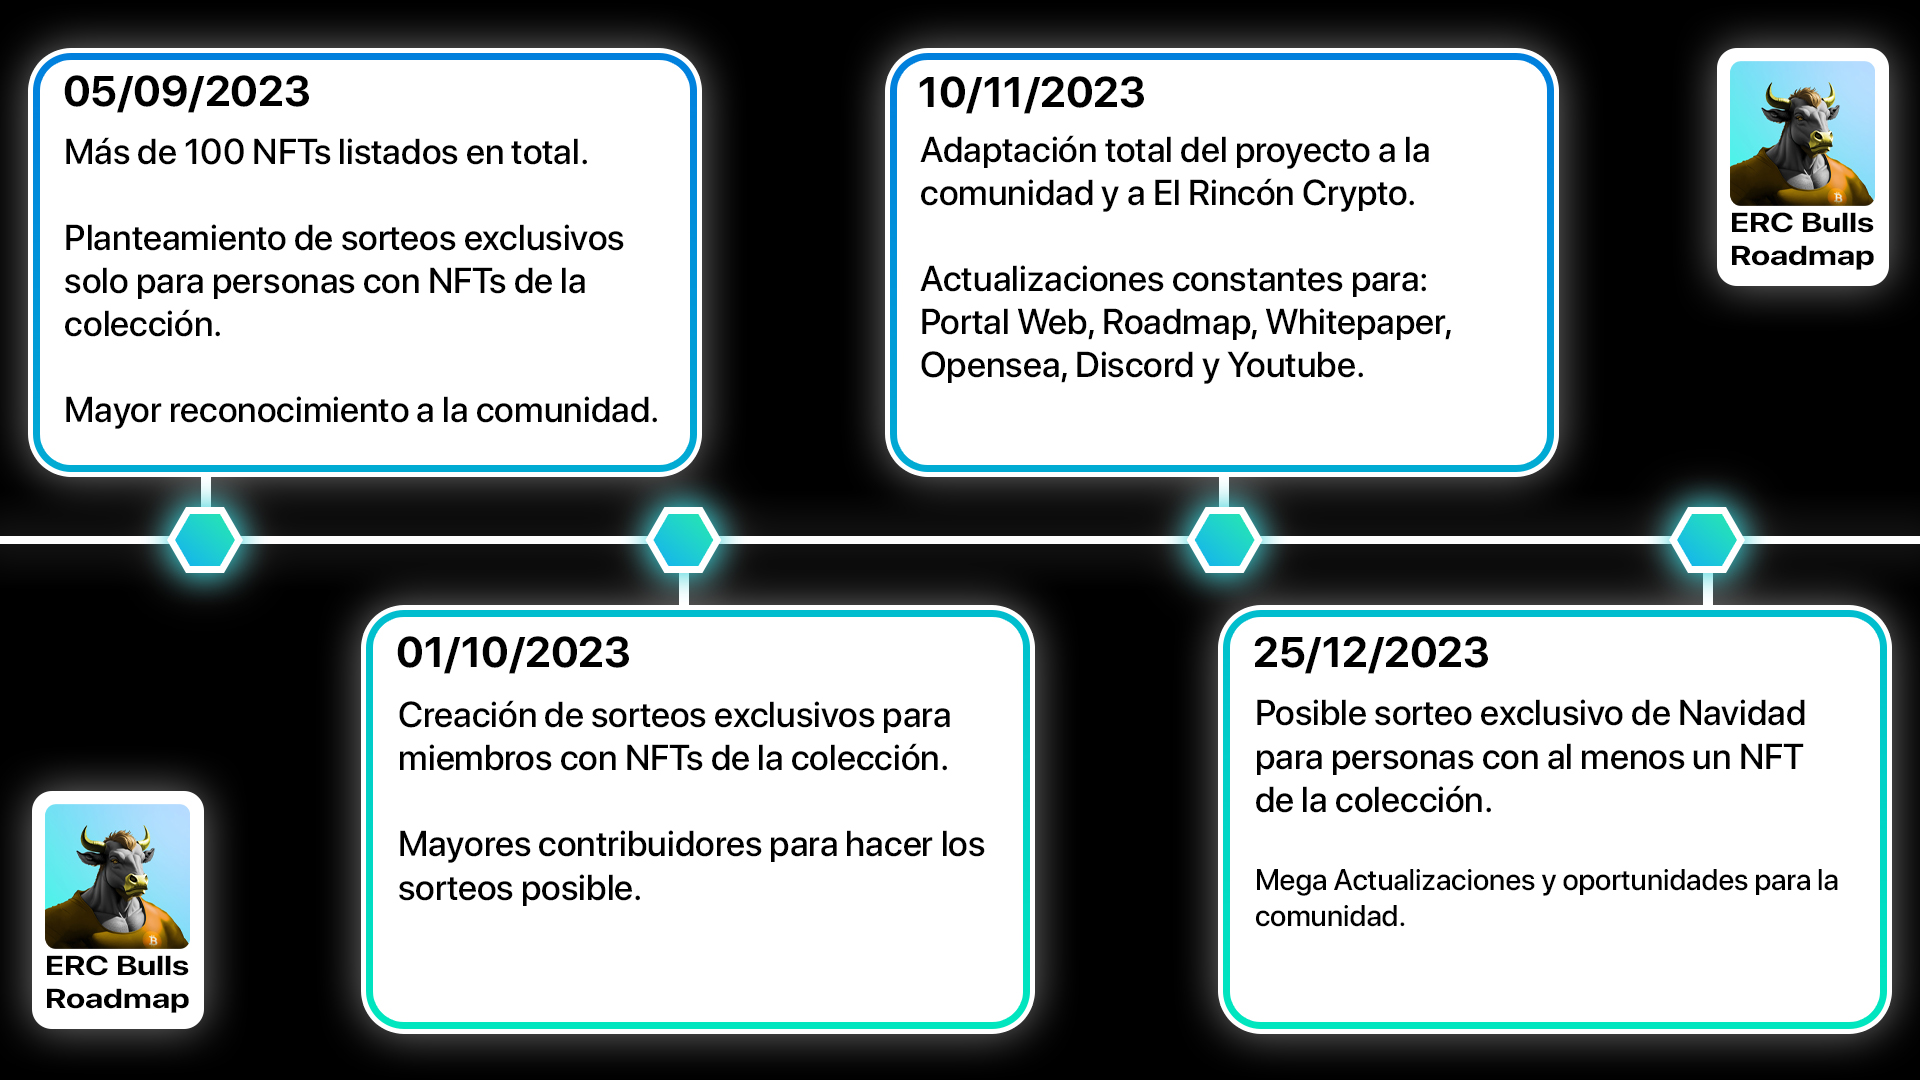 05/09/2023
Más de 100 NFTs listados en total.
Planteamiento de sorteos exclusivos
solo para personas con NFTs de la
colección.
Mayor reconocimiento a la comunidad.
10/11/2023
Adaptación total del proyecto a la
comunidad y a El Rincón Crypto.
Actualizaciones constantes para:
Portal Web, Roadmap, Whitepaper,
Opensea, Discord y Youtube.
ERC Bulls
Roadmap
01/10/2023
Creación de sorteos exclusivos para
miembros con NFTs de la colección.
Mayores contribuidores para hacer los
sorteos posible.
25/12/2023
Posible sorteo exclusivo de Navidad
para personas con al menos un NFT
de la colección.
Mega Actualizaciones y oportunidades para la
comunidad.
ERC Bulls
Roadmap